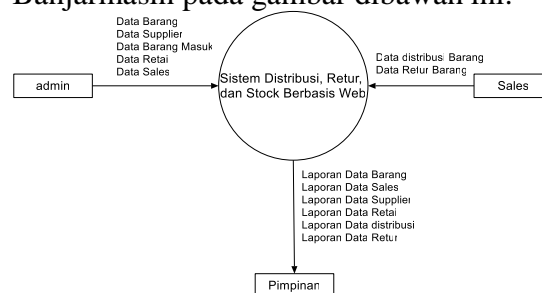 Banjarmasin pada gambar dibawah ini.
Data Barang
Data Supplier
Data Barang Masuk
Data Retai
Data Sales
admin
Sistem Distribusi, Retur,
dan Stock Berbasis Web
Data distribusi Barang
Data Retur Barang
Sales
Laporan Data Barang
Laporan Data Sales
Laporan Data Supplier
Laporan Data Retai
Laporan Data distribusi
Laporan Data Retur
Pimpinan